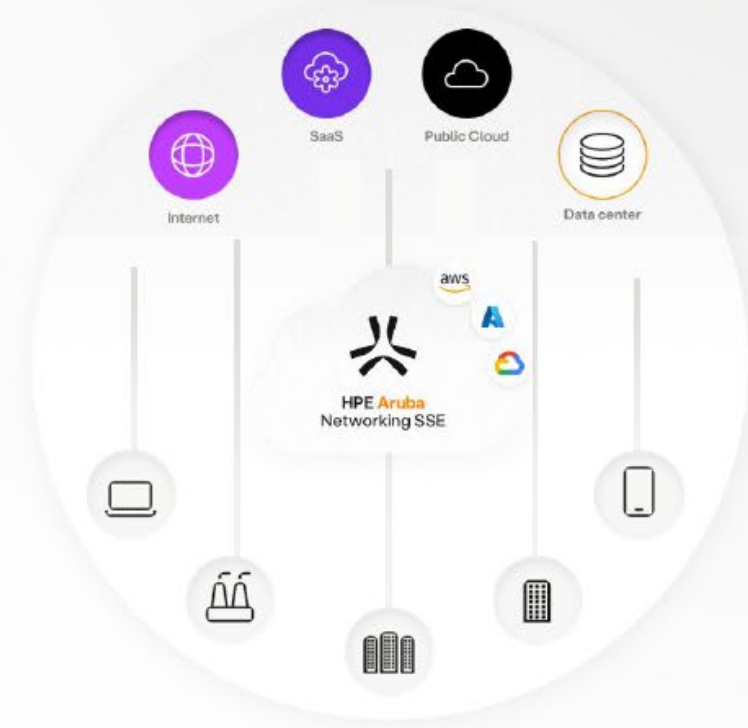 SaaS
Public Cloud
Internet
Data center
aws
HPE Aruba
Networking SSE